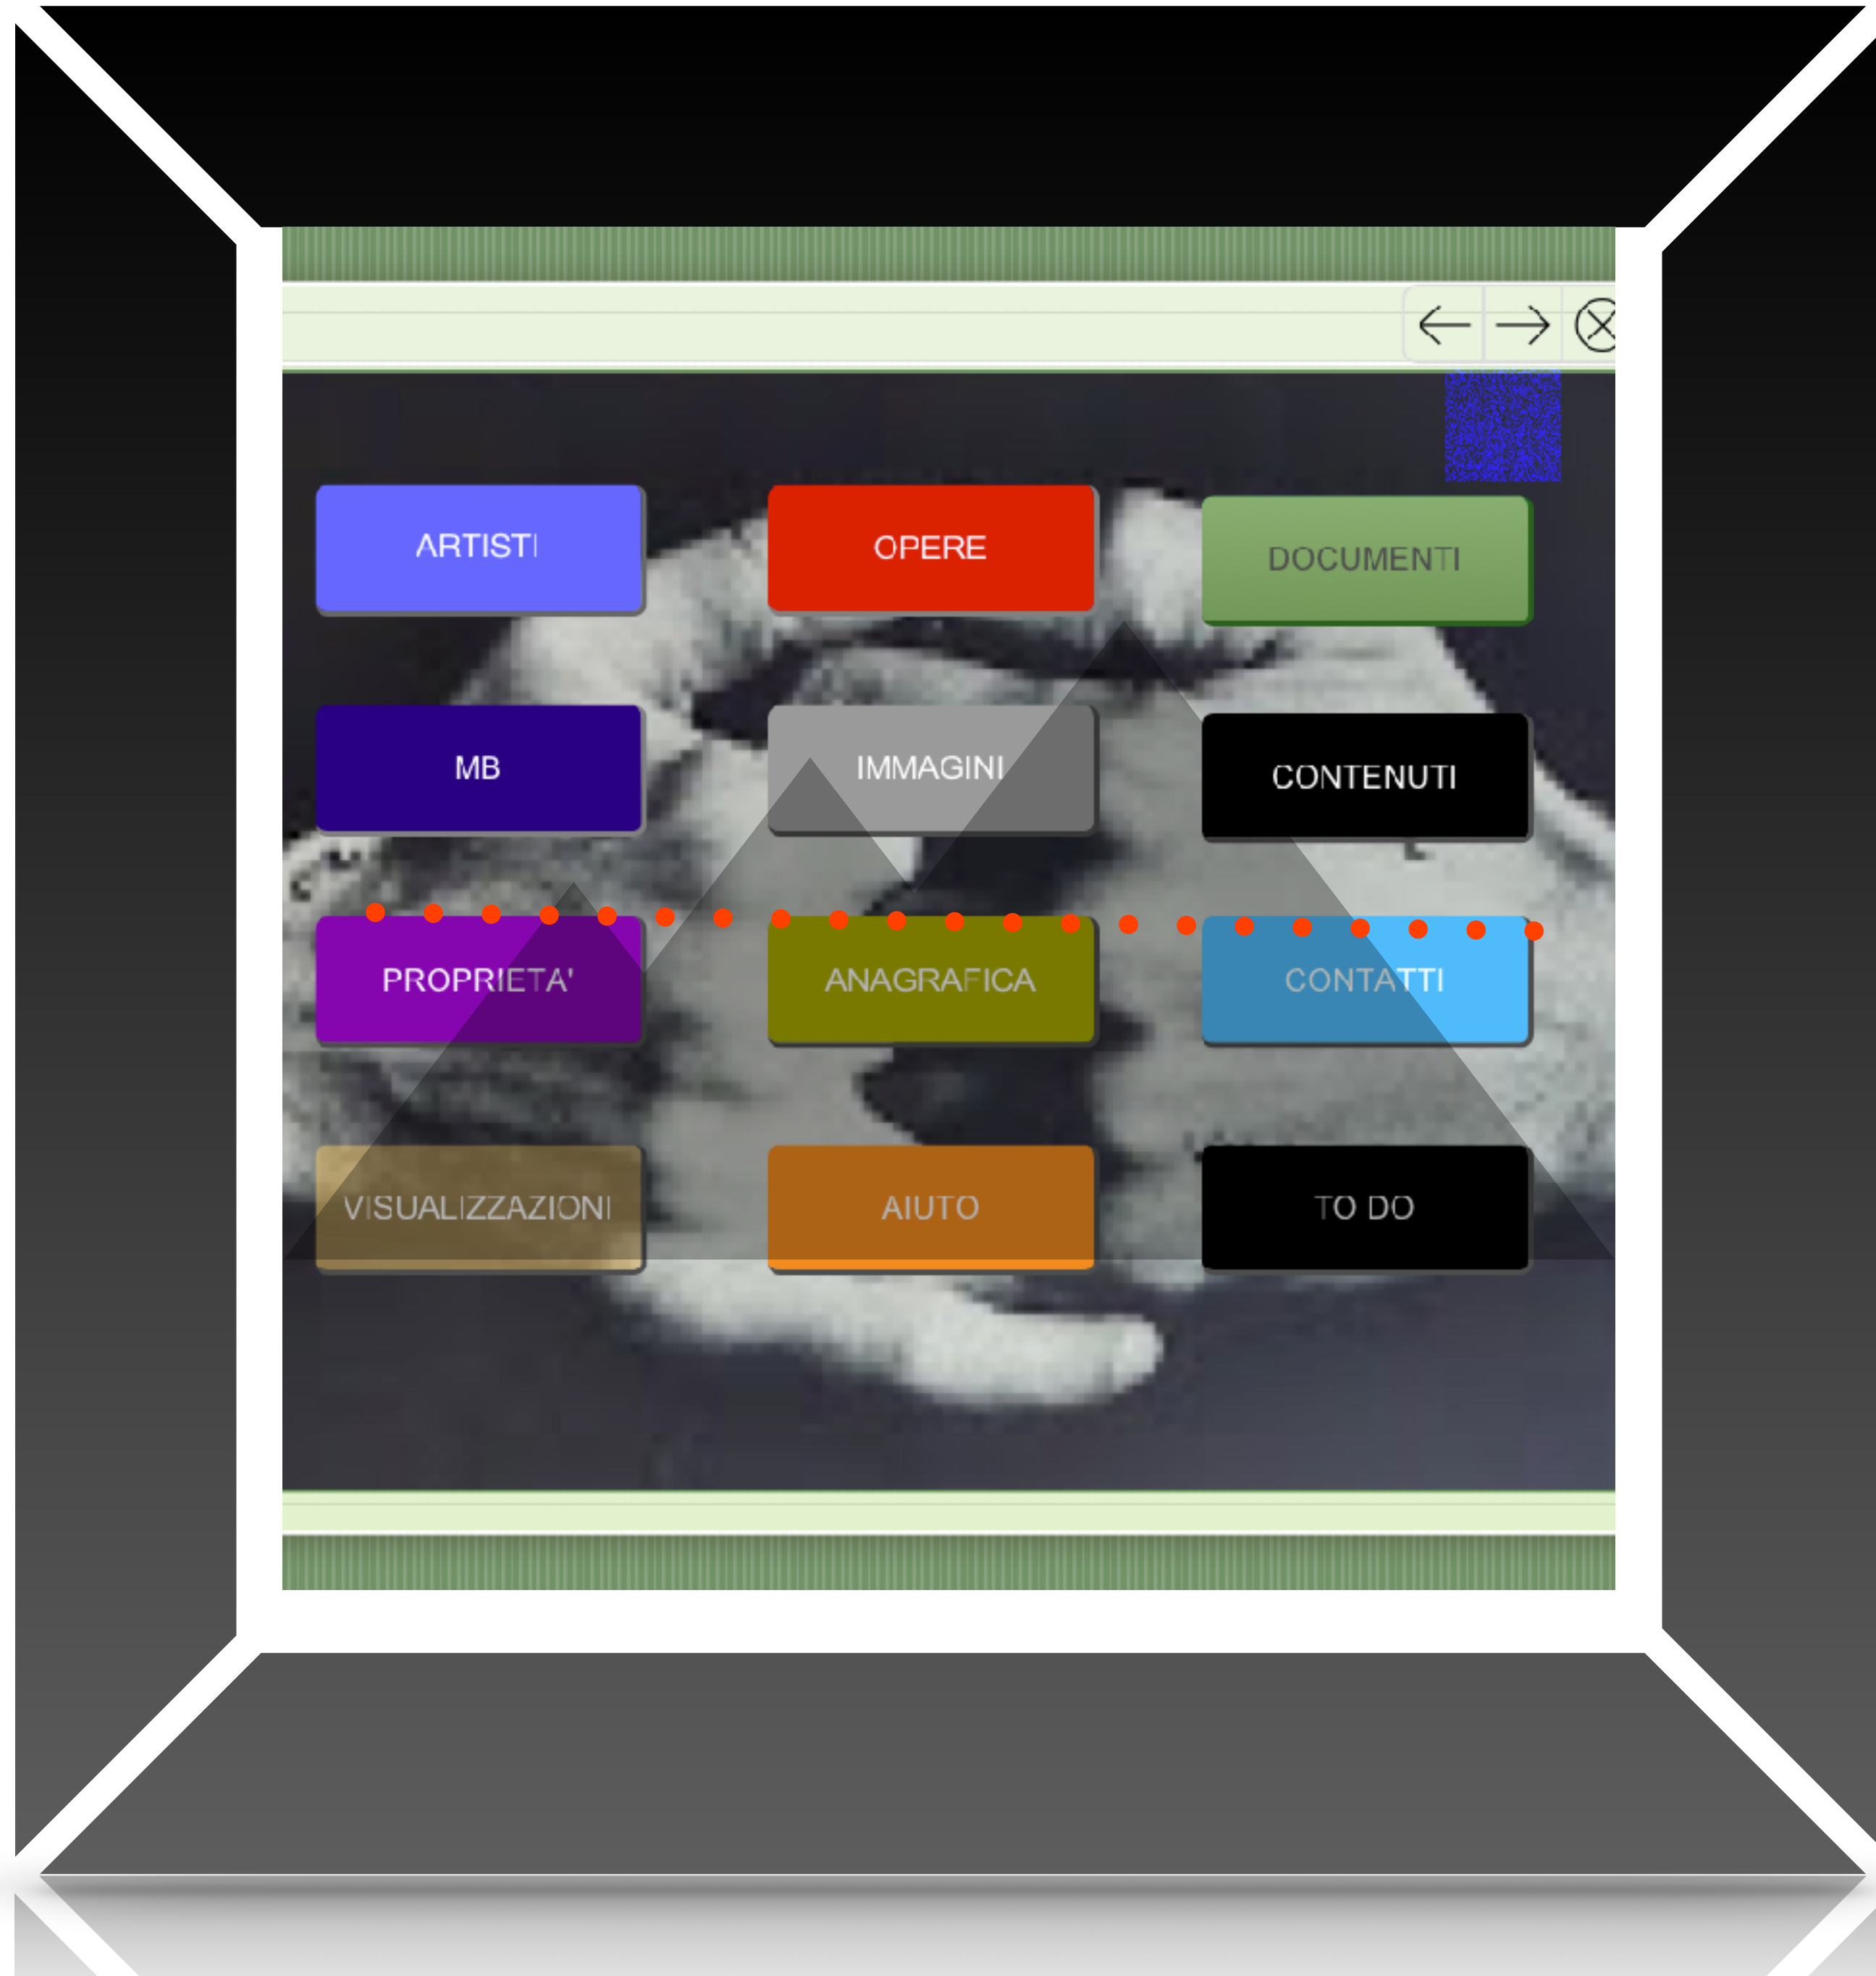 ARTISTI
OPERE
DOCUMENTI
MB
IMMAGINI
CONTENUTI
PROPRIETA'
ANAGRAFICA
CONTATTI
VISUALIZZAZIONI
AIUTO
TO DO